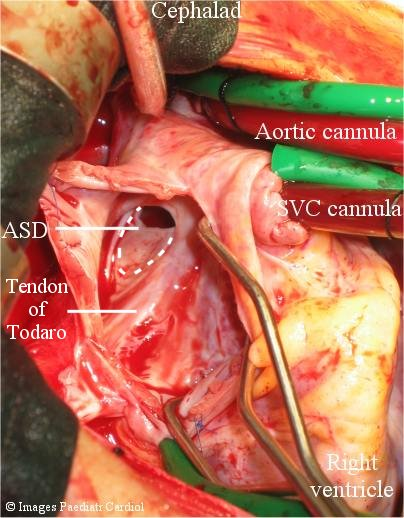 Cephalad
Aortic cannula
SVC cannula
ASD
Tendon
of
Todaro
Right
ventricle
© Images Paediatr Cardiol